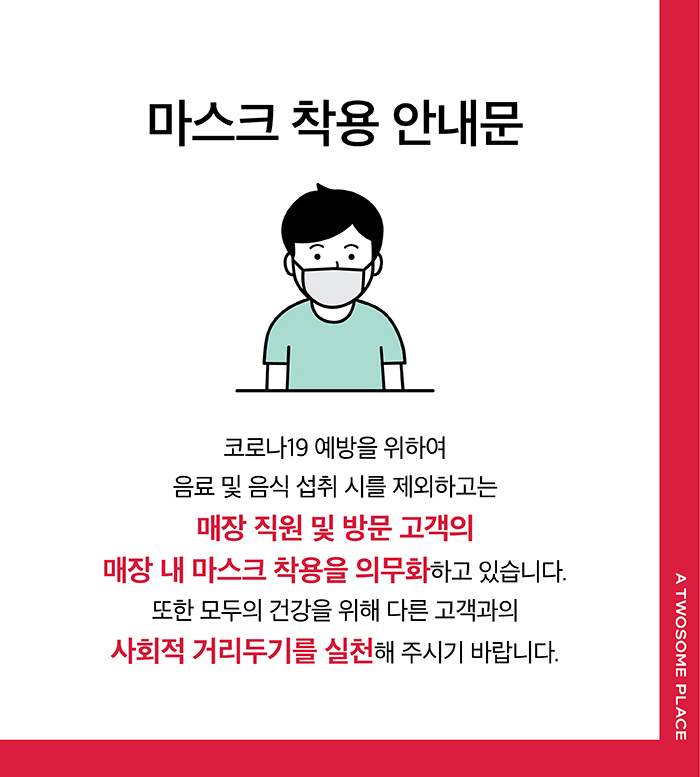 마스크 착용 안내문
코로나19 예방을 위하여
음료 및 음식 섭취 시를 제외하고는
매장 직원 및 방문 고객의
매장 내 마스크 착용을 의무화하고 있습니다.
또한 모두의 건강을 위해 다른 고객과의
사회적 거리두기를 실천해 주시기 바랍니다.
A TWOSOME PLACE